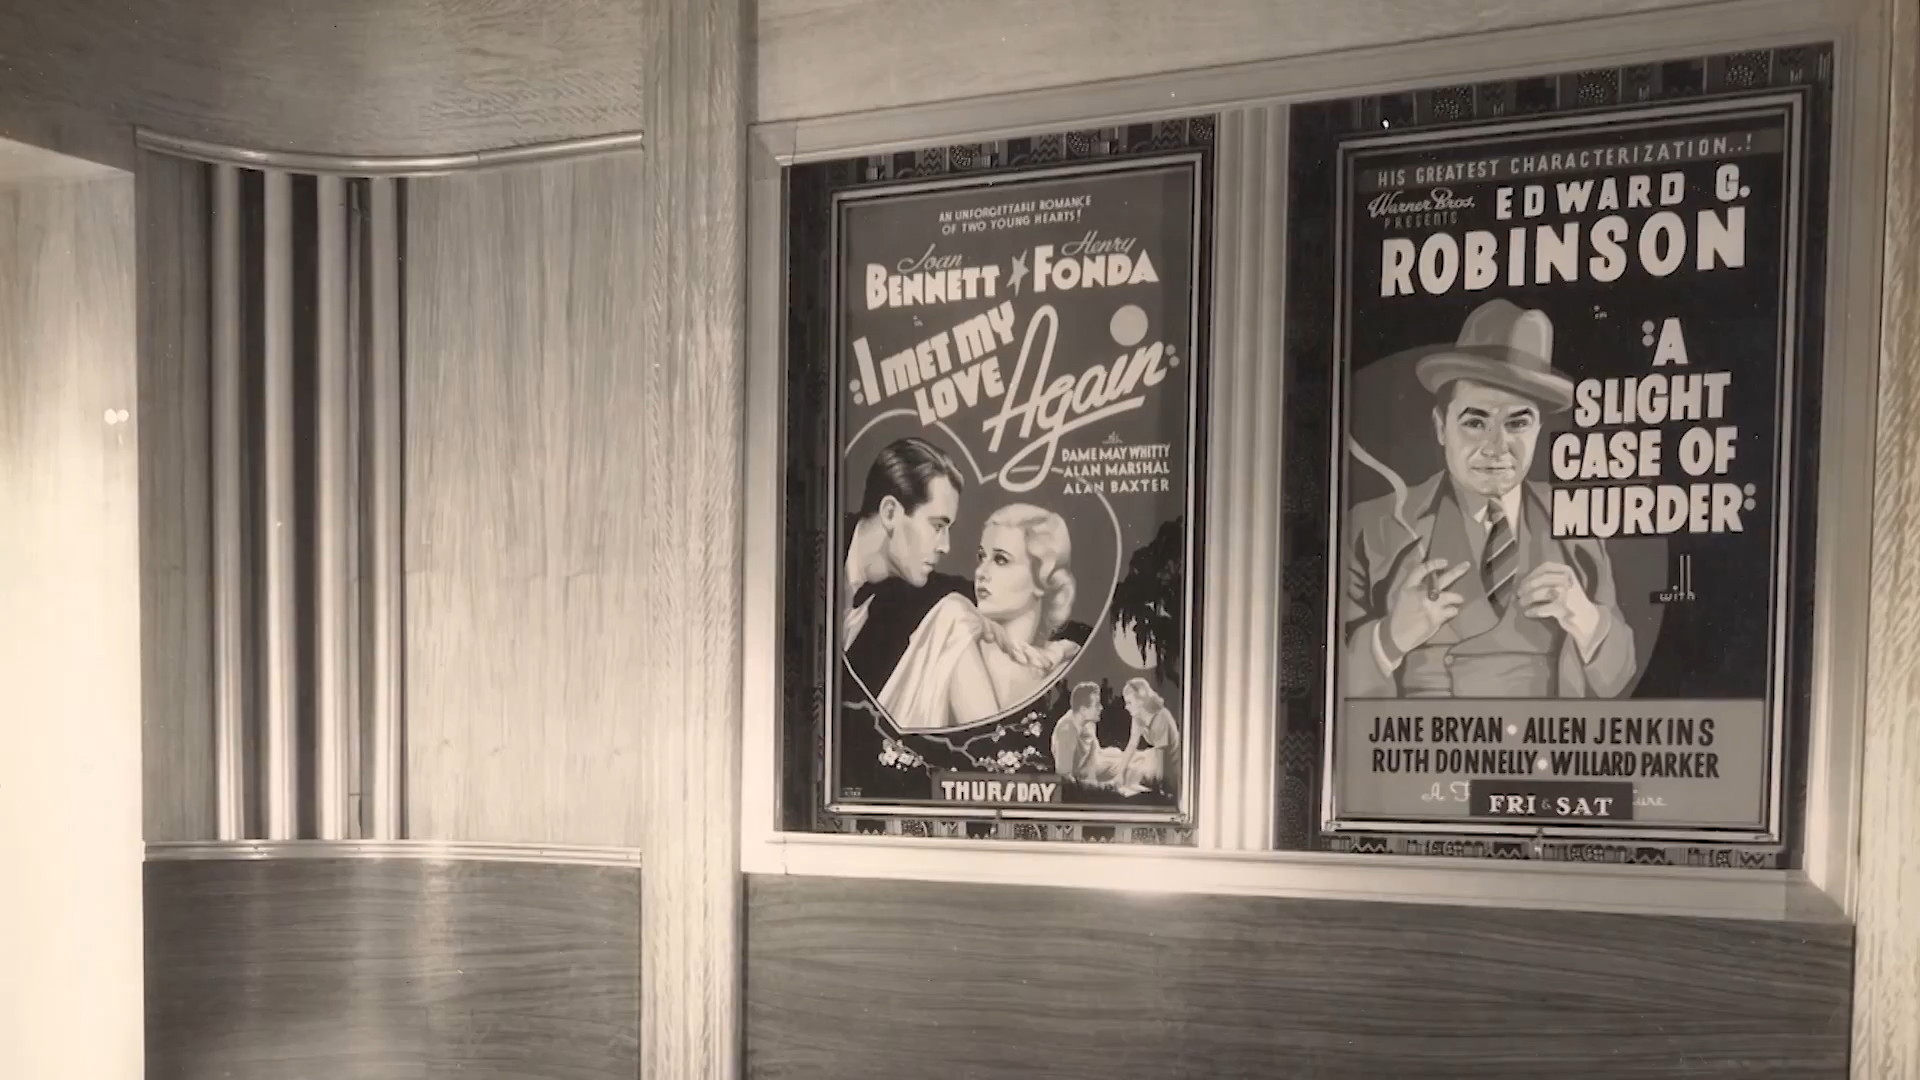 AN UNFORGETTABLE ROMANCE
OF TWO YOUNG HEARTS!
Joan Henry
BENNETT FONDA
in
:I MET MY
LOVE Again:
with
DAME MAY WHITTY
ALAN MARSHAL
ALAN BAXTER
THURSDAY
HIS GREATEST CHARACTERIZATION..!
Warner Bros.
PRESENTS
EDWARD G.
ROBINSON
in
:A
SLIGHT
CASE OF
MURDER:
with
JANE BRYAN • ALLEN JENKINS
RUTH DONNELLY • WILLARD PARKER
A
FRI & SAT